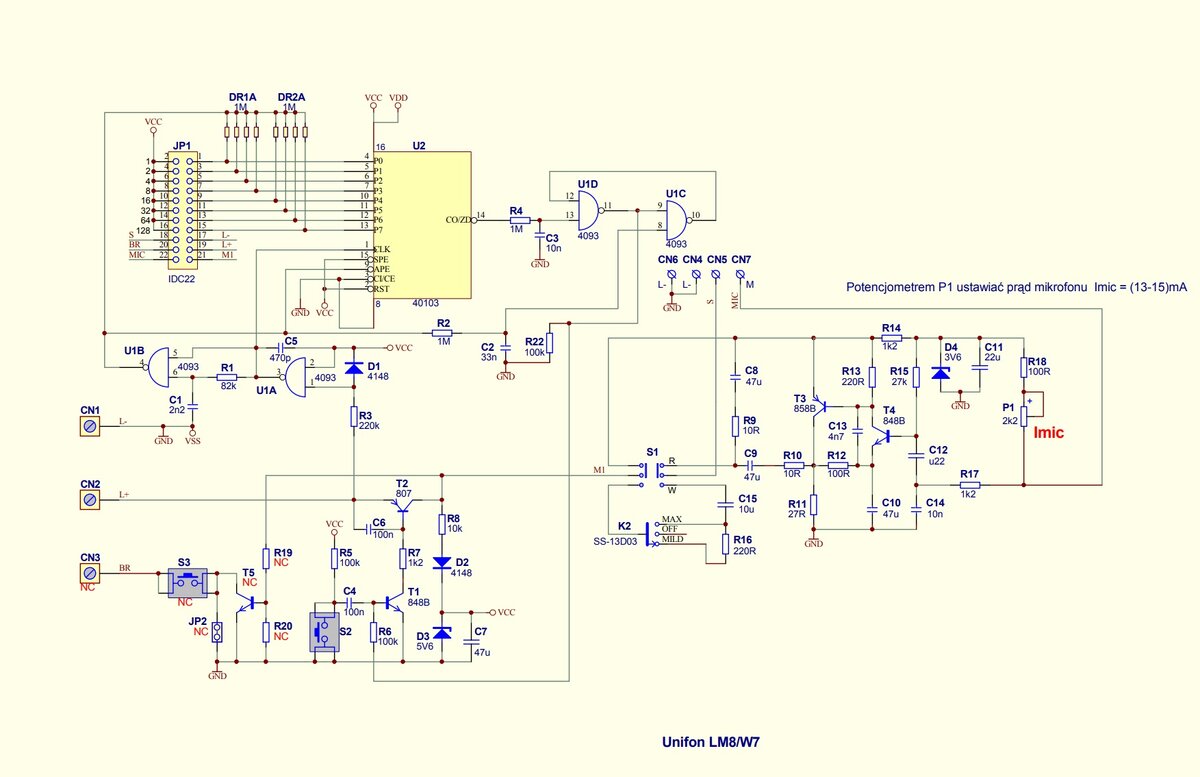 DR1A DR2A
1M 1M
VCC VDD
VCC
JP1
16 U2
1 2 1 4 P0
2 4 3 5 P1
4 6 5 6 P2
8 8 7 7 P3
16 10 9 10 P4
32 12 11 11 P5
64 14 13 12 P6
128 16 15 13 P7
S 18 17 L-
BR 20 19 L+
MIC 22 21 M1
IDC22
CO/ZD 14
1 CLK
15 SPE
9 APE
3 CI/CE
2 RST
8 40103
GND VCC
R4
1M
C3
10n
GND
U1D
12
13
11
4093
U1C
9
8
10
4093
CN6 CN4 CN5 CN7
L- L- S MIC M
GND
Potencjometrem P1 ustawiać prąd mikrofonu Imic = (13-15)mA
R2
1M
C2
33n
GND
R22
100k
U1B
4 5 6
4093
C5
470p
VCC
R1
82k
U1A
3 2 1
4093
D1
4148
C1
2n2
GND VSS
R3
220k
CN1
L-
CN2
L+
CN3
NC
BR
S3
NC
T5
NC
R19
NC
R20
NC
JP2
NC
GND
VCC
R5
100k
S2
C4
100n
C6
100n
T2
807
R7
1k2
T1
848B
R6
100k
R8
10k
D2
4148
VCC
D3
5V6
C7
47u
M1
S1
R
W
K2
SS-13D03
MAX
OFF
MILD
C15
10u
R16
220R
C8
47u
R9
10R
C9
47u
R10
10R
R11
27R
GND
T3
858B
C13
4n7
R12
100R
R13
220R
R14
1k2
R15
27k
T4
848B
C10
47u
C12
u22
C14
10n
D4
3V6
C11
22u
GND
R17
1k2
R18
100R
P1
2k2
+
Imic
Unifon LM8/W7